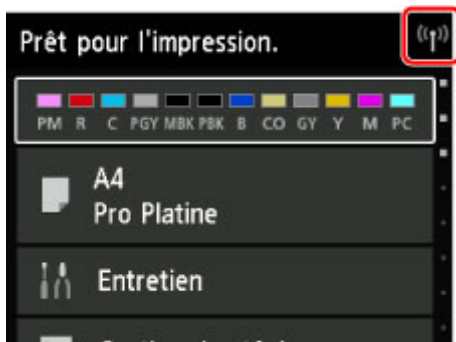 Prêt pour l'impression.
PM R C PGY MBK PBK B CO GY Y M PC
A4
Pro Platine
Entretien